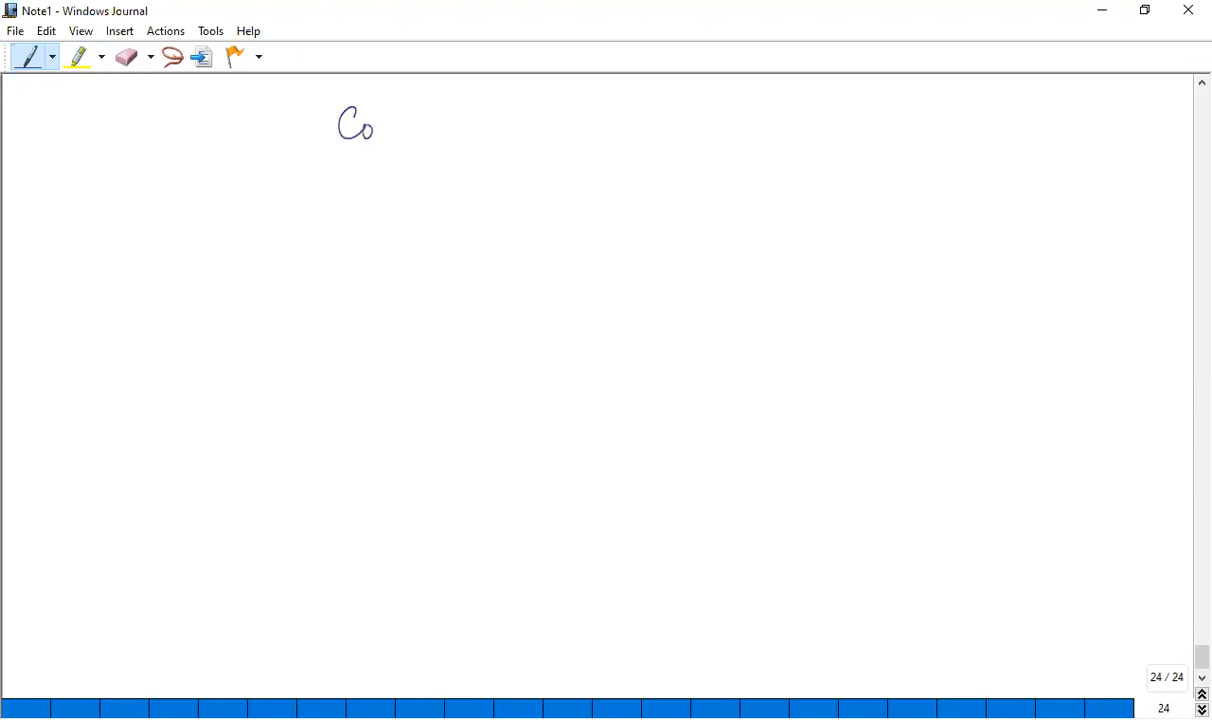 Note1 - Windows Journal
File Edit View Insert Actions Tools Help
Co
24 / 24
24